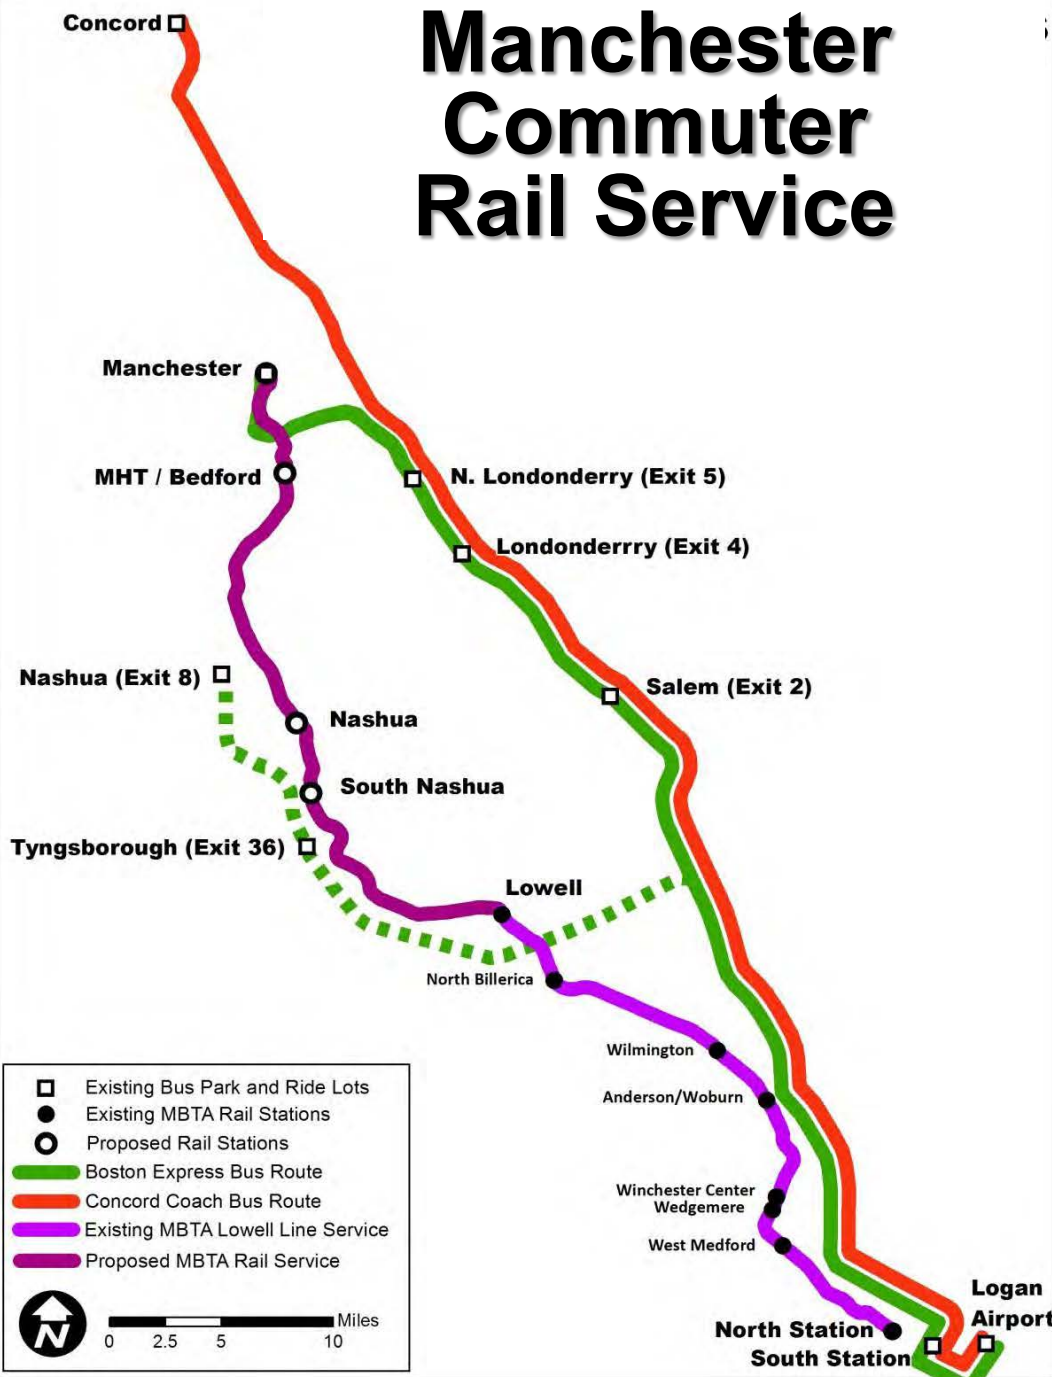 Manchester
Commuter
Rail Service
Concord
Manchester
MHT / Bedford
N. Londonderry (Exit 5)
Londonderrry (Exit 4)
Nashua (Exit 8)
Salem (Exit 2)
Nashua
South Nashua
Tyngsborough (Exit 36)
Lowell
North Billerica
Wilmington
Anderson/Woburn
Winchester Center
Wedgemere
West Medford
Logan
Airport
North Station
South Station
Existing Bus Park and Ride Lots
Existing MBTA Rail Stations
Proposed Rail Stations
Boston Express Bus Route
Concord Coach Bus Route
Existing MBTA Lowell Line Service
Proposed MBTA Rail Service
N
Miles
0 2.5 5 10